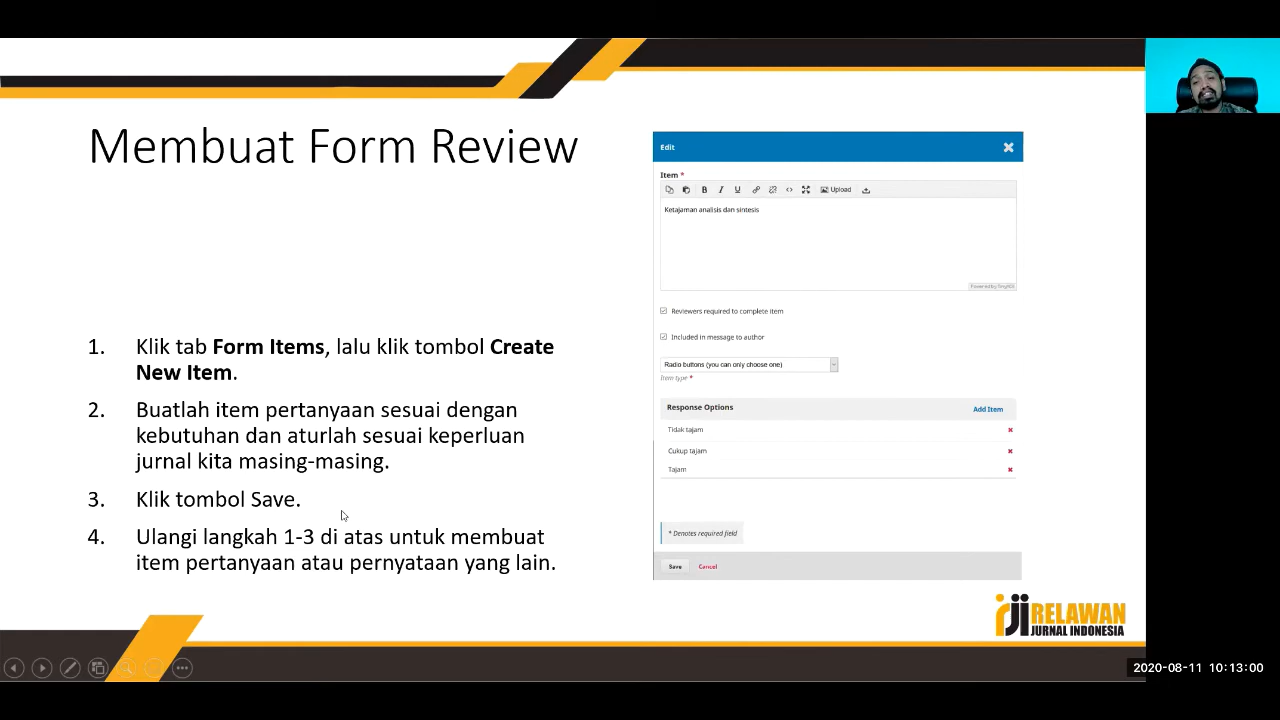 Membuat Form Review
1. Klik tab Form Items, lalu klik tombol Create
New Item.
2. Buatlah item pertanyaan sesuai dengan
kebutuhan dan aturlah sesuai keperluan
jurnal kita masing-masing.
3. Klik tombol Save.
4. Ulangi langkah 1-3 di atas untuk membuat
item pertanyaan atau pernyataan yang lain.
Edit
Item *
B I U Upload
Ketajaman analisis dan sintesis
Powered by TinyMCE
Reviewers required to complete item
Included in message to author
Radio buttons (you can only choose one)
Item type *
Response Options Add Item
Tidak tajam
Cukup tajam
Tajam
* Denotes required field
Save Cancel
rji RELAWAN
JURNAL INDONESIA
2020-08-11 10:13:00